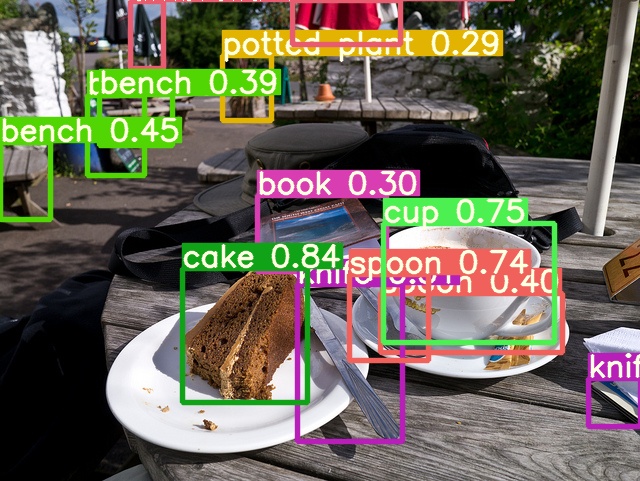 potted plant 0.29
tbench 0.39
bench 0.45
book 0.30
cup 0.75
cake 0.84
spoon 0.74
spoon 0.40
knif